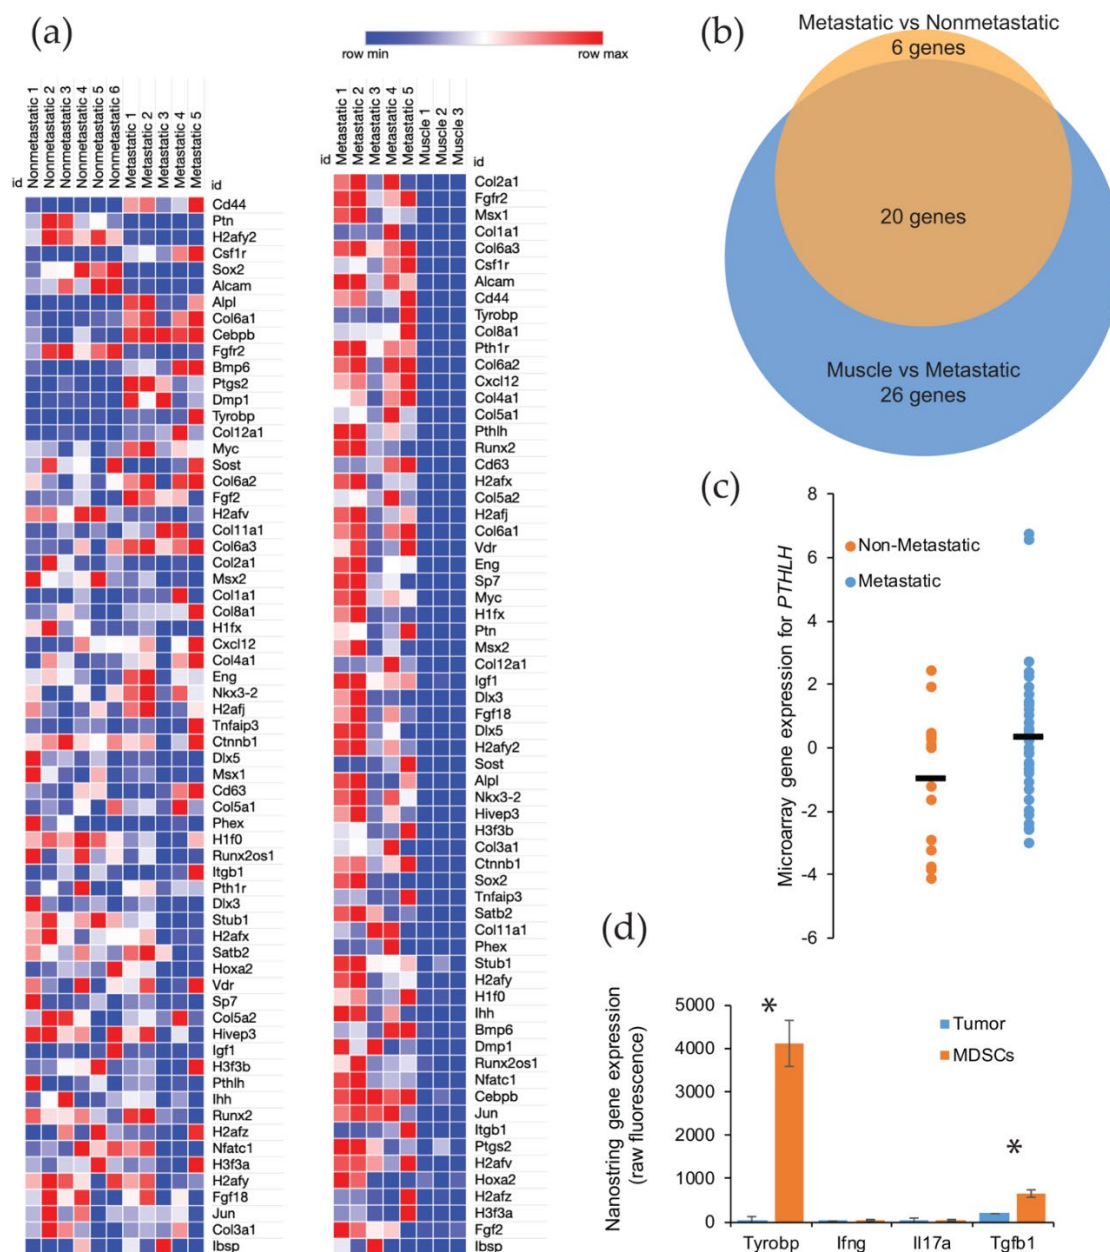 (a)
row min
row max
id
Nonmetastatic 1
Nonmetastatic 2
Nonmetastatic 3
Nonmetastatic 4
Nonmetastatic 5
Nonmetastatic 6
Metastatic 1
Metastatic 2
Metastatic 3
Metastatic 4
Metastatic 5
id
Cd44
Ptn
H2afy2
Csf1r
Sox2
Alcam
Alpl
Col6a1
Cebpb
Fgfr2
Bmp6
Ptgs2
Dmp1
Tyrobp
Col12a1
Myc
Sost
Col6a2
Fgf2
H2afv
Col11a1
Col6a3
Col2a1
Msx2
Col1a1
Col8a1
H1fx
Cxcl12
Col4a1
Eng
Nkx3-2
H2afj
Tnfaip3
Ctnnb1
Dlx5
Msx1
Cd63
Col5a1
Phex
H1f0
Runx2os1
Itgb1
Pth1r
Dlx3
Stub1
H2afx
Satb2
Hoxa2
Vdr
Sp7
Col5a2
Hivep3
Igf1
H3f3b
Pthlh
Ihh
Runx2
H2afz
Nfatc1
H3f3a
H2afy
Fgf18
Jun
Col3a1
Ibsp
id
Metastatic 1
Metastatic 2
Metastatic 3
Metastatic 4
Metastatic 5
Muscle 1
Muscle 2
Muscle 3
id
Col2a1
Fgfr2
Msx1
Col1a1
Col6a3
Csf1r
Alcam
Cd44
Tyrobp
Col8a1
Pth1r
Col6a2
Cxcl12
Col4a1
Col5a1
Pthlh
Runx2
Cd63
H2afx
Col5a2
H2afj
Col6a1
Vdr
Eng
Sp7
Myc
H1fx
Ptn
Msx2
Col12a1
Igf1
Dlx3
Fgf18
Dlx5
H2afy2
Sost
Alpl
Nkx3-2
Hivep3
H3f3b
Col3a1
Ctnnb1
Sox2
Tnfaip3
Satb2
Col11a1
Phex
Stub1
H2afy
H1f0
Ihh
Bmp6
Dmp1
Runx2os1
Nfatc1
Cebpb
Jun
Itgb1
Ptgs2
H2afv
Hoxa2
H2afz
H3f3a
Fgf2
Ibsp
(b)
Metastatic vs Nonmetastatic
6 genes
20 genes
Muscle vs Metastatic
26 genes
(c)
Microarray gene expression for PTHLH
8
6
4
2
0
-2
-4
-6
Non-Metastatic
Metastatic
(d)
Nanostring gene expression
(raw fluorescence)
5000
4000
3000
2000
1000
0
*
*
Tumor
MDSCs
Tyrobp
Ifng
Il17a
Tgfb1